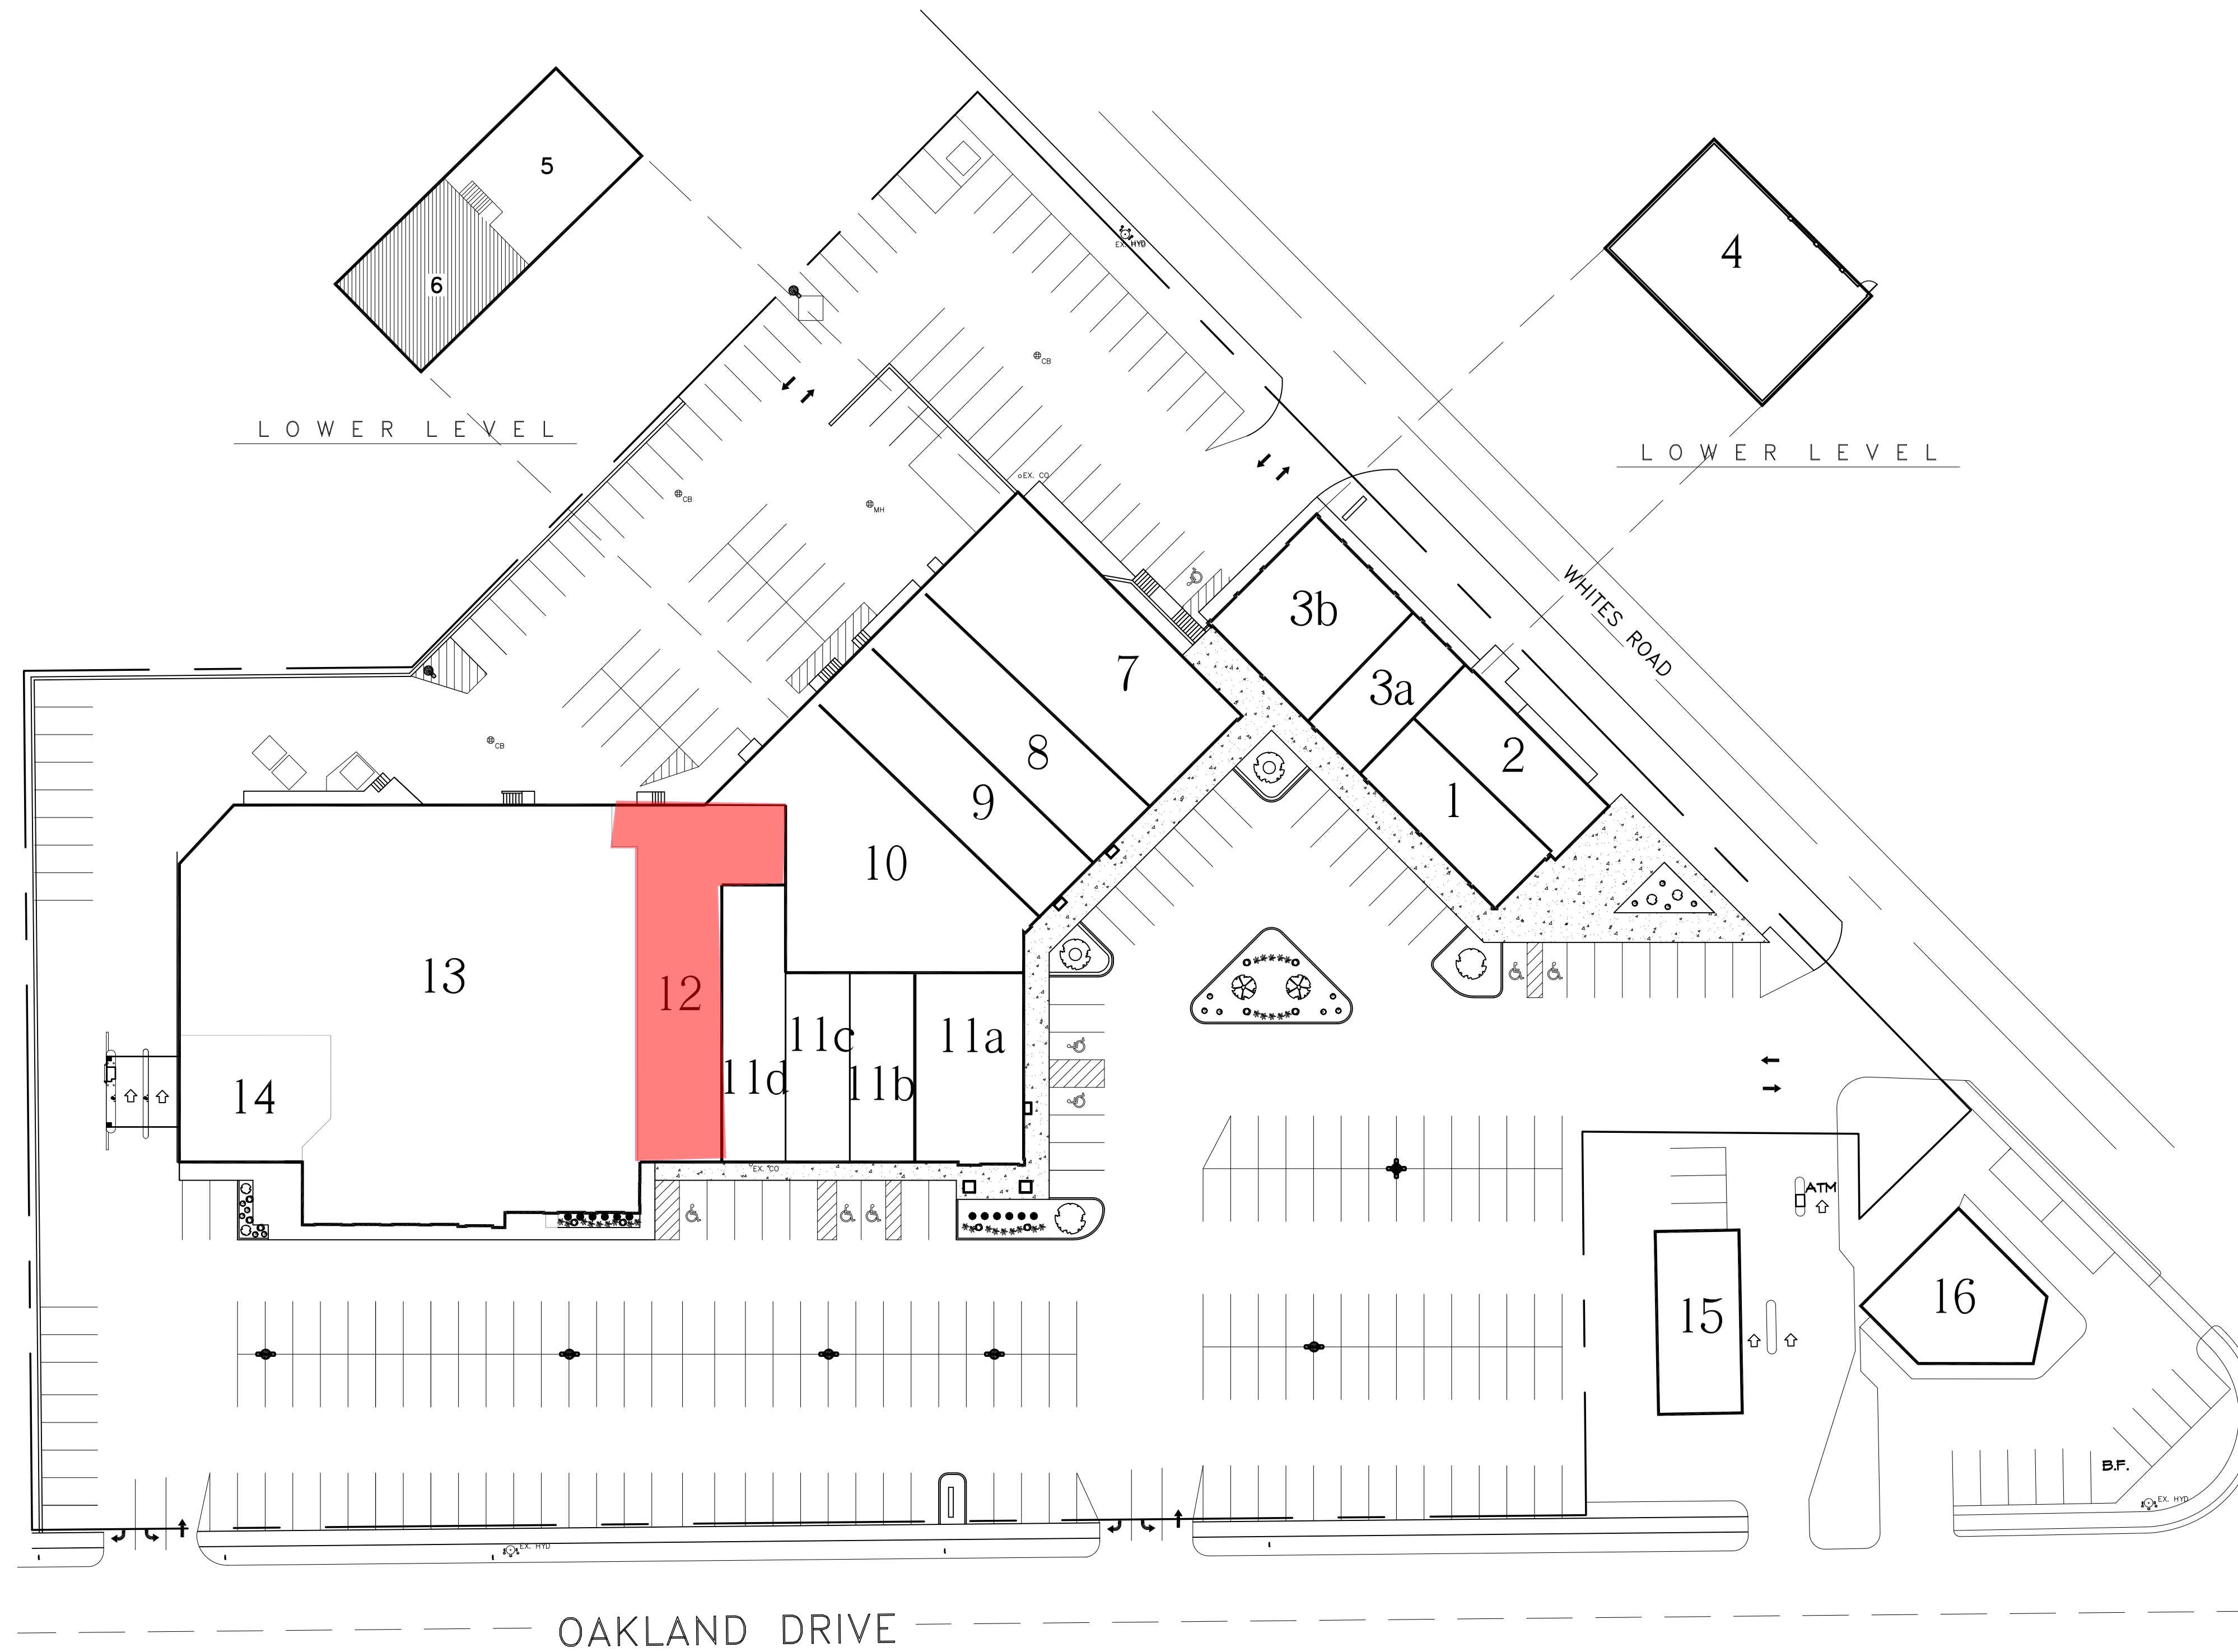 5
4
EX. HYD
6
CB
LOWER LEVEL
LOWER LEVEL
EX. CO
CB
MH
WHITES ROAD
3b
7
3a
CB
8
2
9
1
10
13
12
11c
11a
11d
11b
14
EX. CO
ATM
16
15
B.F.
EX. HYD
EX. HYD
OAKLAND DRIVE